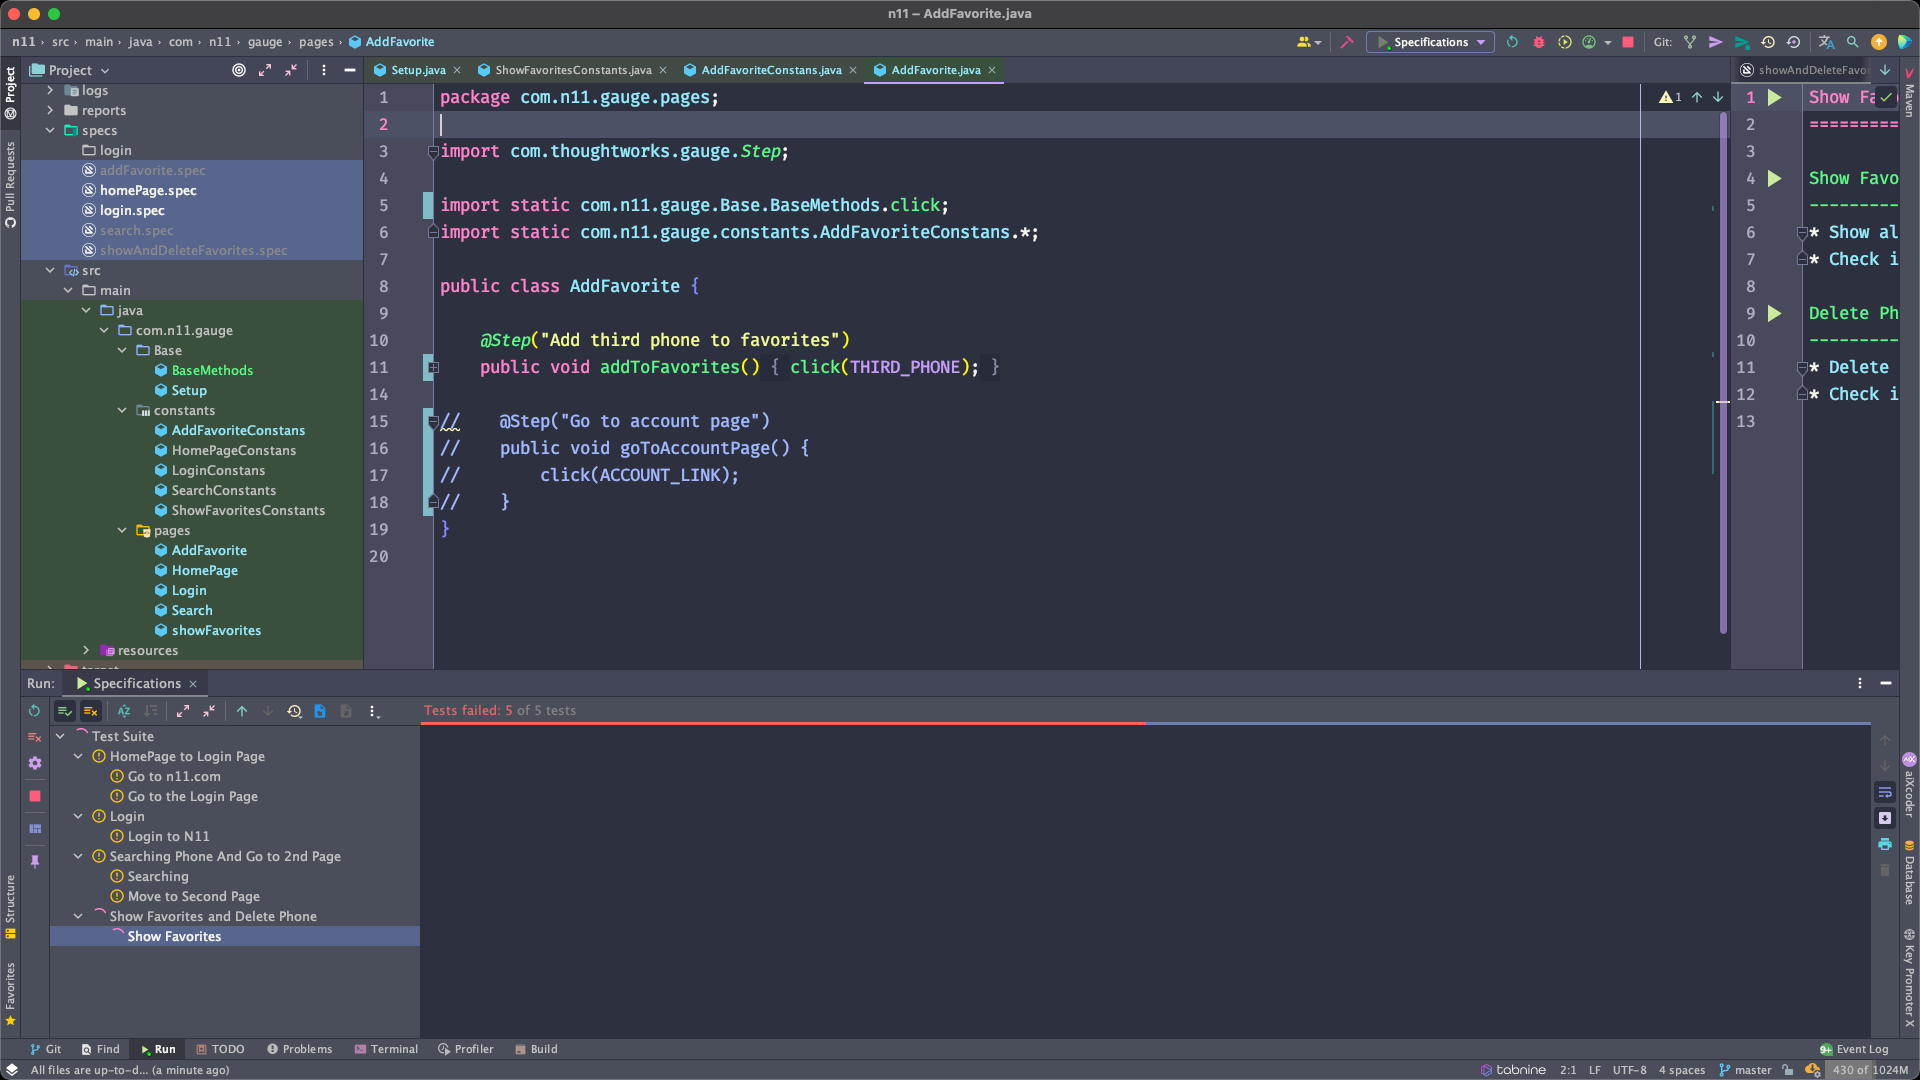 n11 – AddFavorite.java
n11 › src › main › java › com › n11 › gauge › pages › AddFavorite
Specifications
Git:
Project
Setup.java
ShowFavoritesConstants.java
AddFavoriteConstans.java
AddFavorite.java
showAndDeleteFavor
Project
Pull Requests
Structure
Favorites
Maven
aiXcoder
Database
Key Promoter X
logs
reports
specs
login
addFavorite.spec
homePage.spec
login.spec
search.spec
showAndDeleteFavorites.spec
src
main
java
com.n11.gauge
Base
BaseMethods
Setup
constants
AddFavoriteConstans
HomePageConstans
LoginConstans
SearchConstants
ShowFavoritesConstants
pages
AddFavorite
HomePage
Login
Search
showFavorites
resources
target
1 package com.n11.gauge.pages;
2
3 import com.thoughtworks.gauge.Step;
4
5 import static com.n11.gauge.Base.BaseMethods.click;
6 import static com.n11.gauge.constants.AddFavoriteConstans.*;
7
8 public class AddFavorite {
9
10 @Step("Add third phone to favorites")
11 public void addToFavorites() { click(THIRD_PHONE); }
14
15 // @Step("Go to account page")
16 // public void goToAccountPage() {
17 // click(ACCOUNT_LINK);
18 // }
19 }
20
1
1 Show Fa
2 =========
3
4 Show Favo
5 ---------
6 * Show al
7 * Check i
8
9 Delete Ph
10 ---------
11 * Delete
12 * Check i
13
Run: Specifications
Tests failed: 5 of 5 tests
Test Suite
HomePage to Login Page
Go to n11.com
Go to the Login Page
Login
Login to N11
Searching Phone And Go to 2nd Page
Searching
Move to Second Page
Show Favorites and Delete Phone
Show Favorites
Git Find Run TODO Problems Terminal Profiler Build
9+ Event Log
All files are up-to-d... (a minute ago)
tabnine 2:1 LF UTF-8 4 spaces master 430 of 1024M